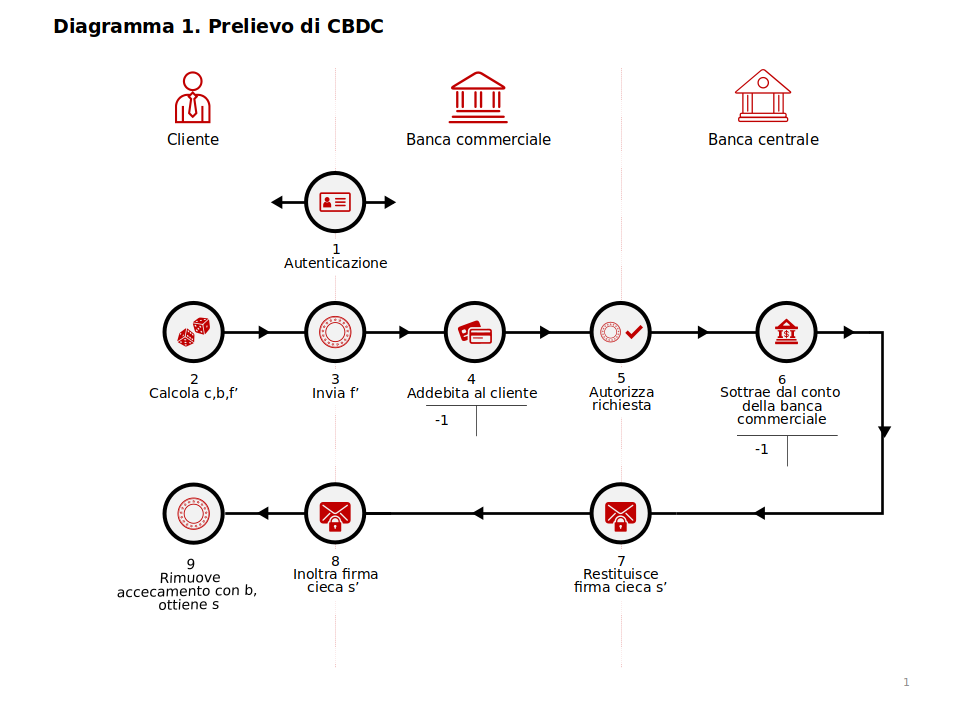 Diagramma 1. Prelievo di CBDC
Cliente
Banca commerciale
Banca centrale
1
Autenticazione
2
Calcola c,b,f’
3
Invia f’
4
Addebita al cliente
-1
5
Autorizza
richiesta
6
Sottrae dal conto
della banca
commerciale
-1
9
Rimuove
accecamento con b,
ottiene s
8
Inoltra firma
cieca s’
7
Restituisce
firma cieca s’
1